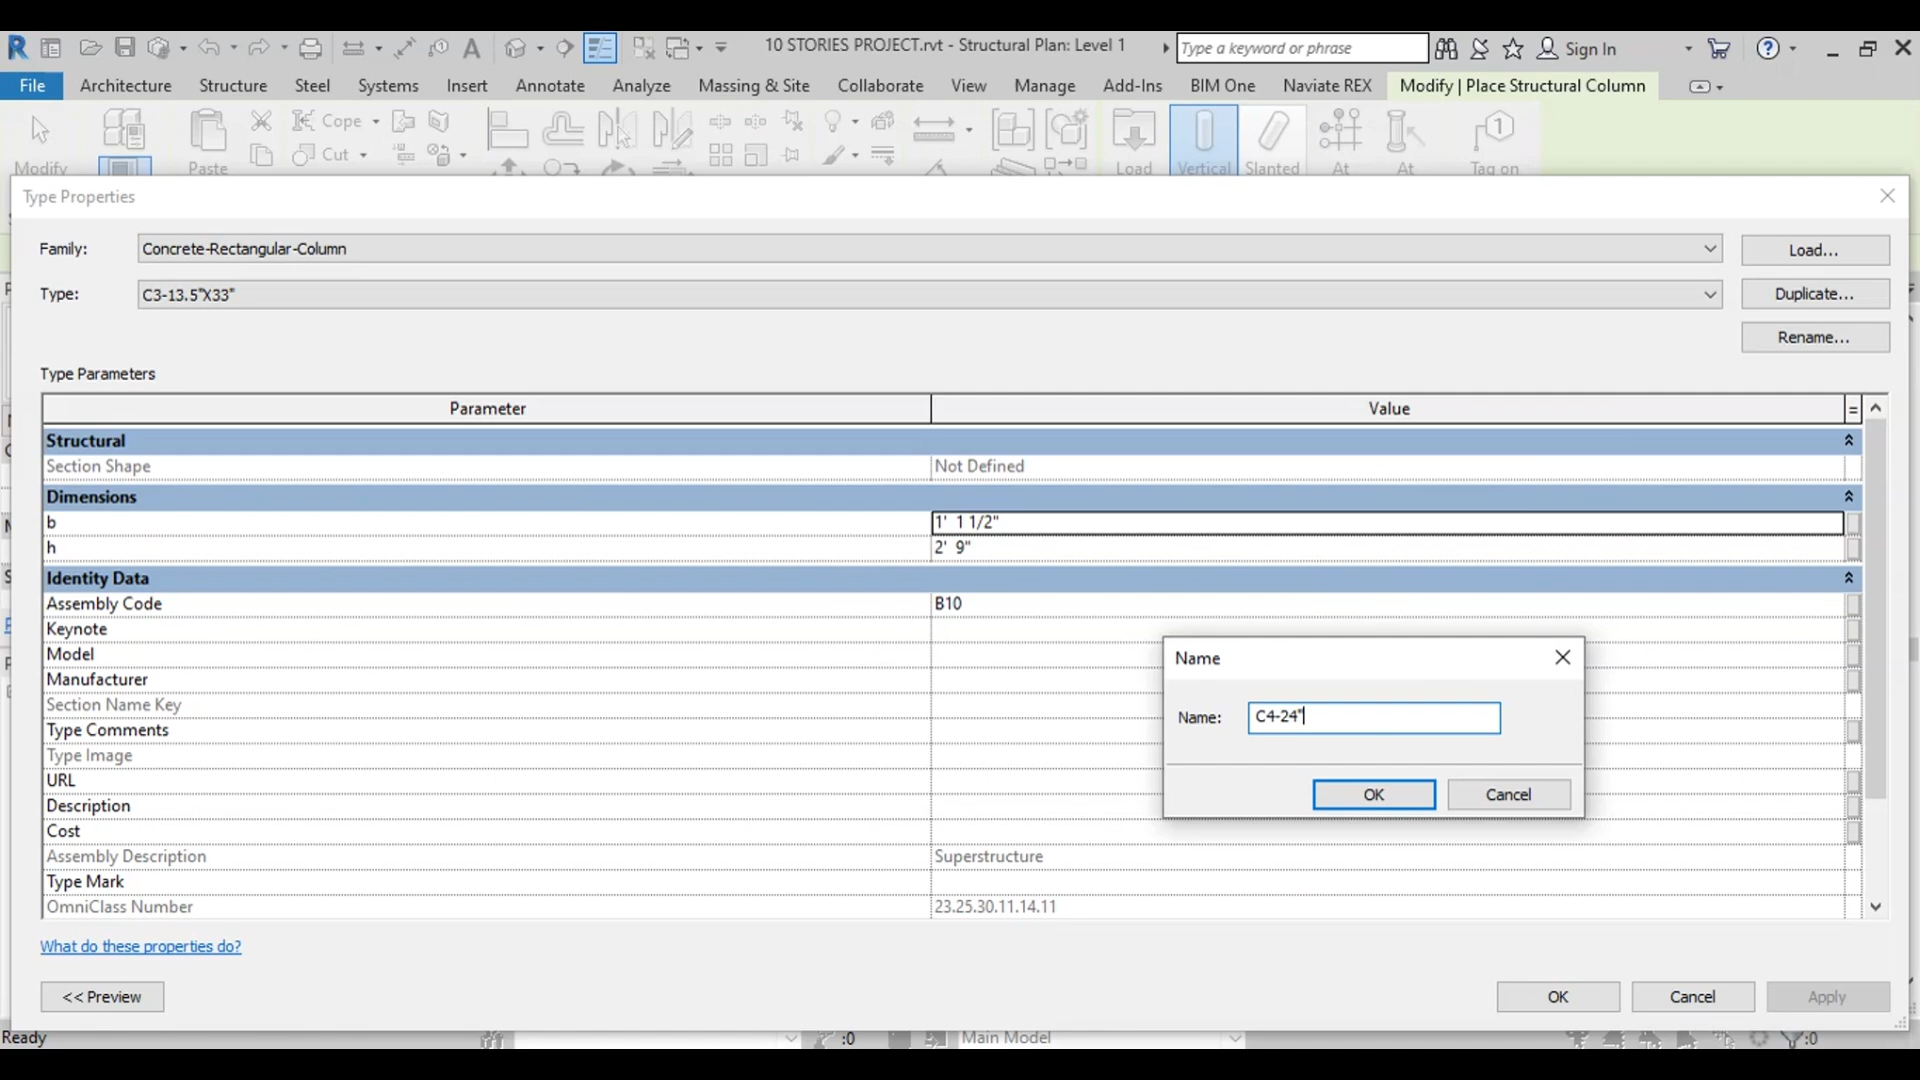 10 STORIES PROJECT.rvt - Structural Plan: Level 1
Type a keyword or phrase
Sign In
File Architecture Structure Steel Systems Insert Annotate Analyze Massing & Site Collaborate View Manage Add-Ins BIM One Naviate REX Modify | Place Structural Column
Cope
Cut
Modify Paste Load Vertical Slanted At At Tag on
Type Properties
Family: Concrete-Rectangular-Column Load...
Type: C3-13.5"X33" Duplicate...
Rename...
Type Parameters
Parameter Value =
Structural
Section Shape Not Defined
Dimensions
b 1' 1 1/2"
h 2' 9"
Identity Data
Assembly Code B10
Keynote
Model
Manufacturer
Section Name Key
Type Comments
Type Image
URL
Description
Cost
Assembly Description Superstructure
Type Mark
OmniClass Number 23.25.30.11.14.11
Name
Name: C4-24"
OK Cancel
What do these properties do?
<< Preview OK Cancel Apply
Ready :0 Main Model :0